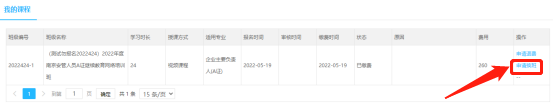 我的课程
班级编号 班级名称 学习时长 授课方式 适用专业 报名时间 审核时间 缴费时间 状态 原因 费用 操作
2022424-1 （测试勿报名2022424）2022年度南京安管人员A证继续教育网络培训班 24 视频课程 企业主要负责人(A证) 2022-05-19 2022-05-19 已缴费 260 申请退费
申请换班
< 1 > 到第 1 页 确定 共 1 条 15 条/页